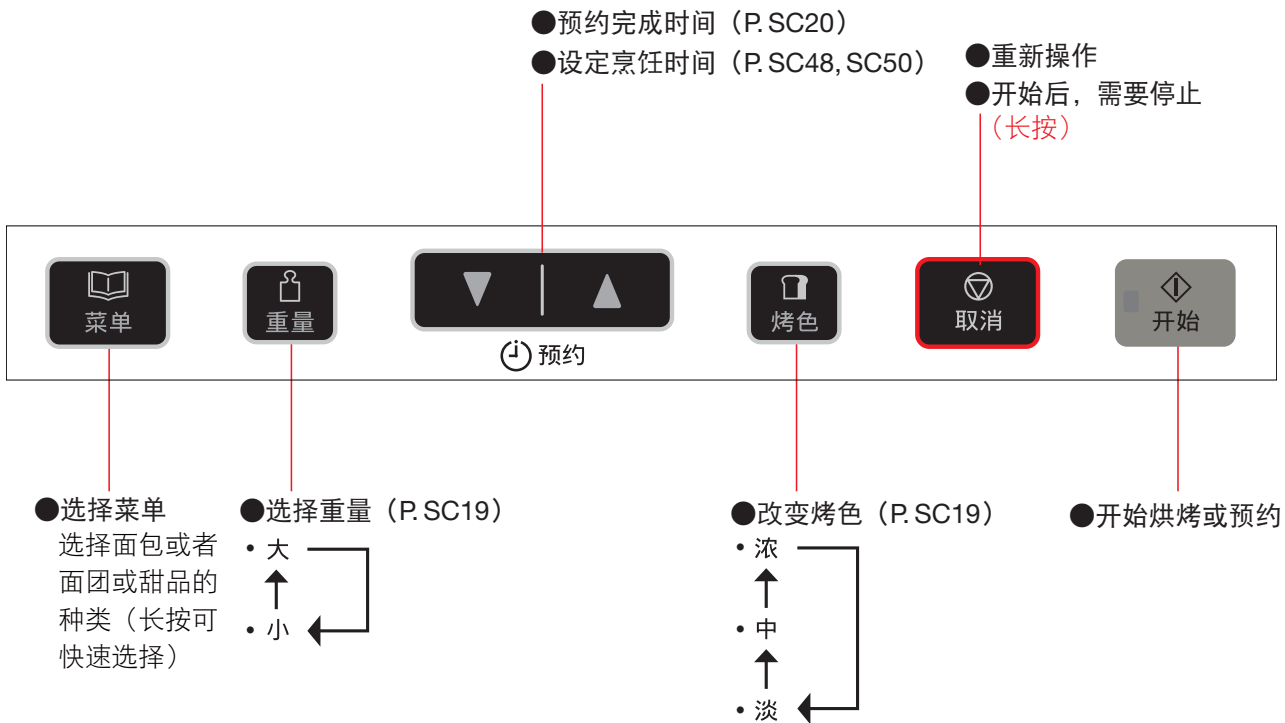 ●预约完成时间（P. SC20）
●设定烹饪时间（P. SC48, SC50）
●重新操作
●开始后，需要停止
（长按）
菜单
重量
预约
烤色
取消
开始
●选择菜单
选择面包或者
面团或甜品的
种类（长按可
快速选择）
●选择重量（P. SC19）
• 大
• 小
●改变烤色（P. SC19）
• 浓
• 中
• 淡
●开始烘烤或预约